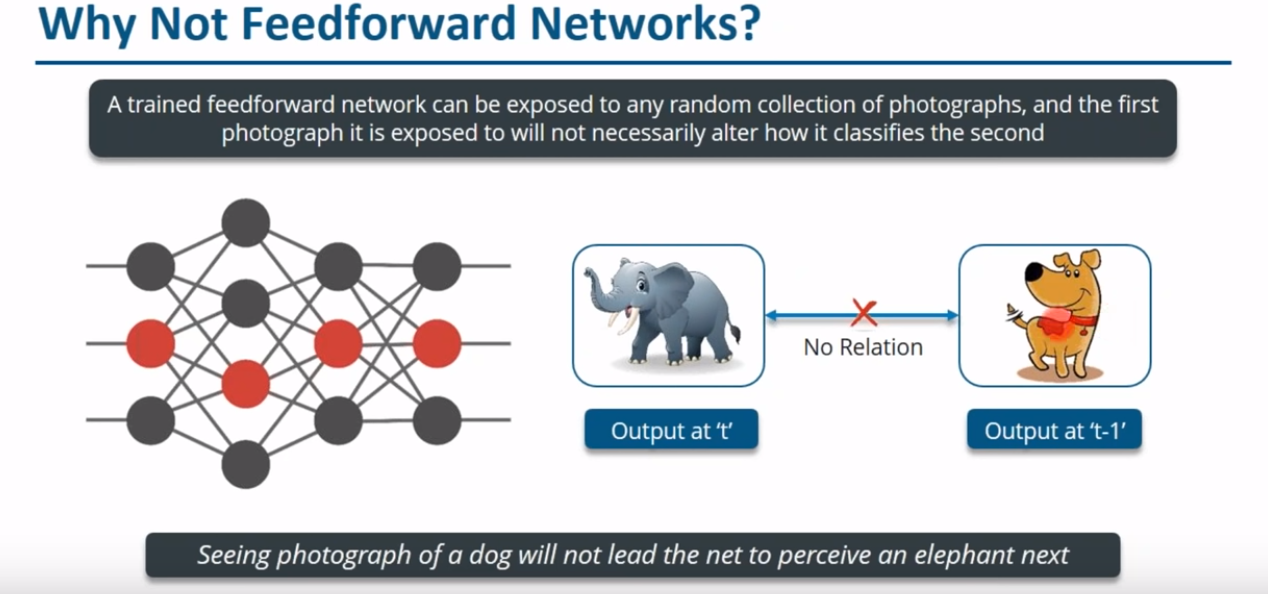 Why Not Feedforward Networks?
A trained feedforward network can be exposed to any random collection of photographs, and the first
photograph it is exposed to will not necessarily alter how it classifies the second
No Relation
Output at ‘t’
Output at ‘t-1’
Seeing photograph of a dog will not lead the net to perceive an elephant next